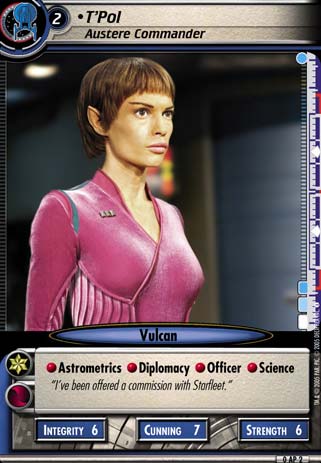 2
•T'Pol
Austere Commander
Vulcan
Astrometrics Diplomacy Officer Science
"I've been offered a commission with Starfleet."
Integrity 6 Cunning 7 Strength 6
0 AP 2